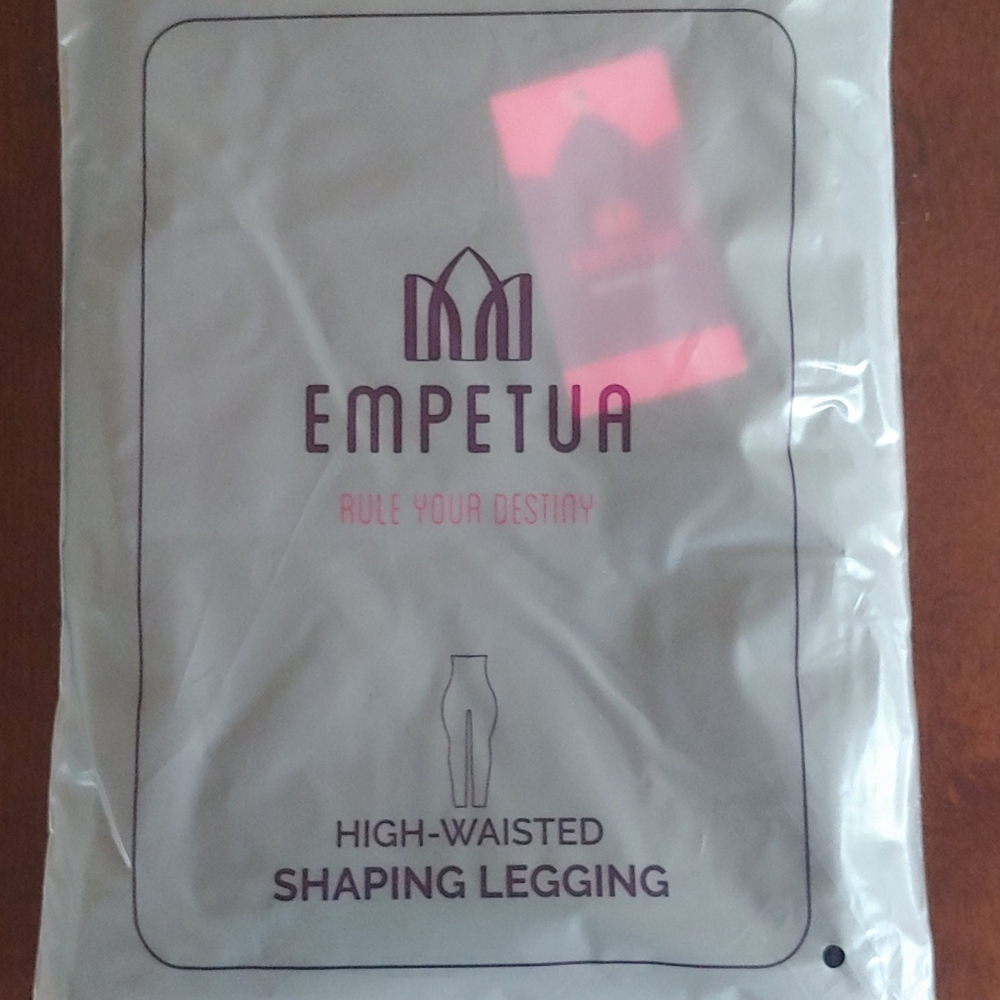 EMPETUA
RULE YOUR DESTINY
HIGH-WAISTED
SHAPING LEGGING